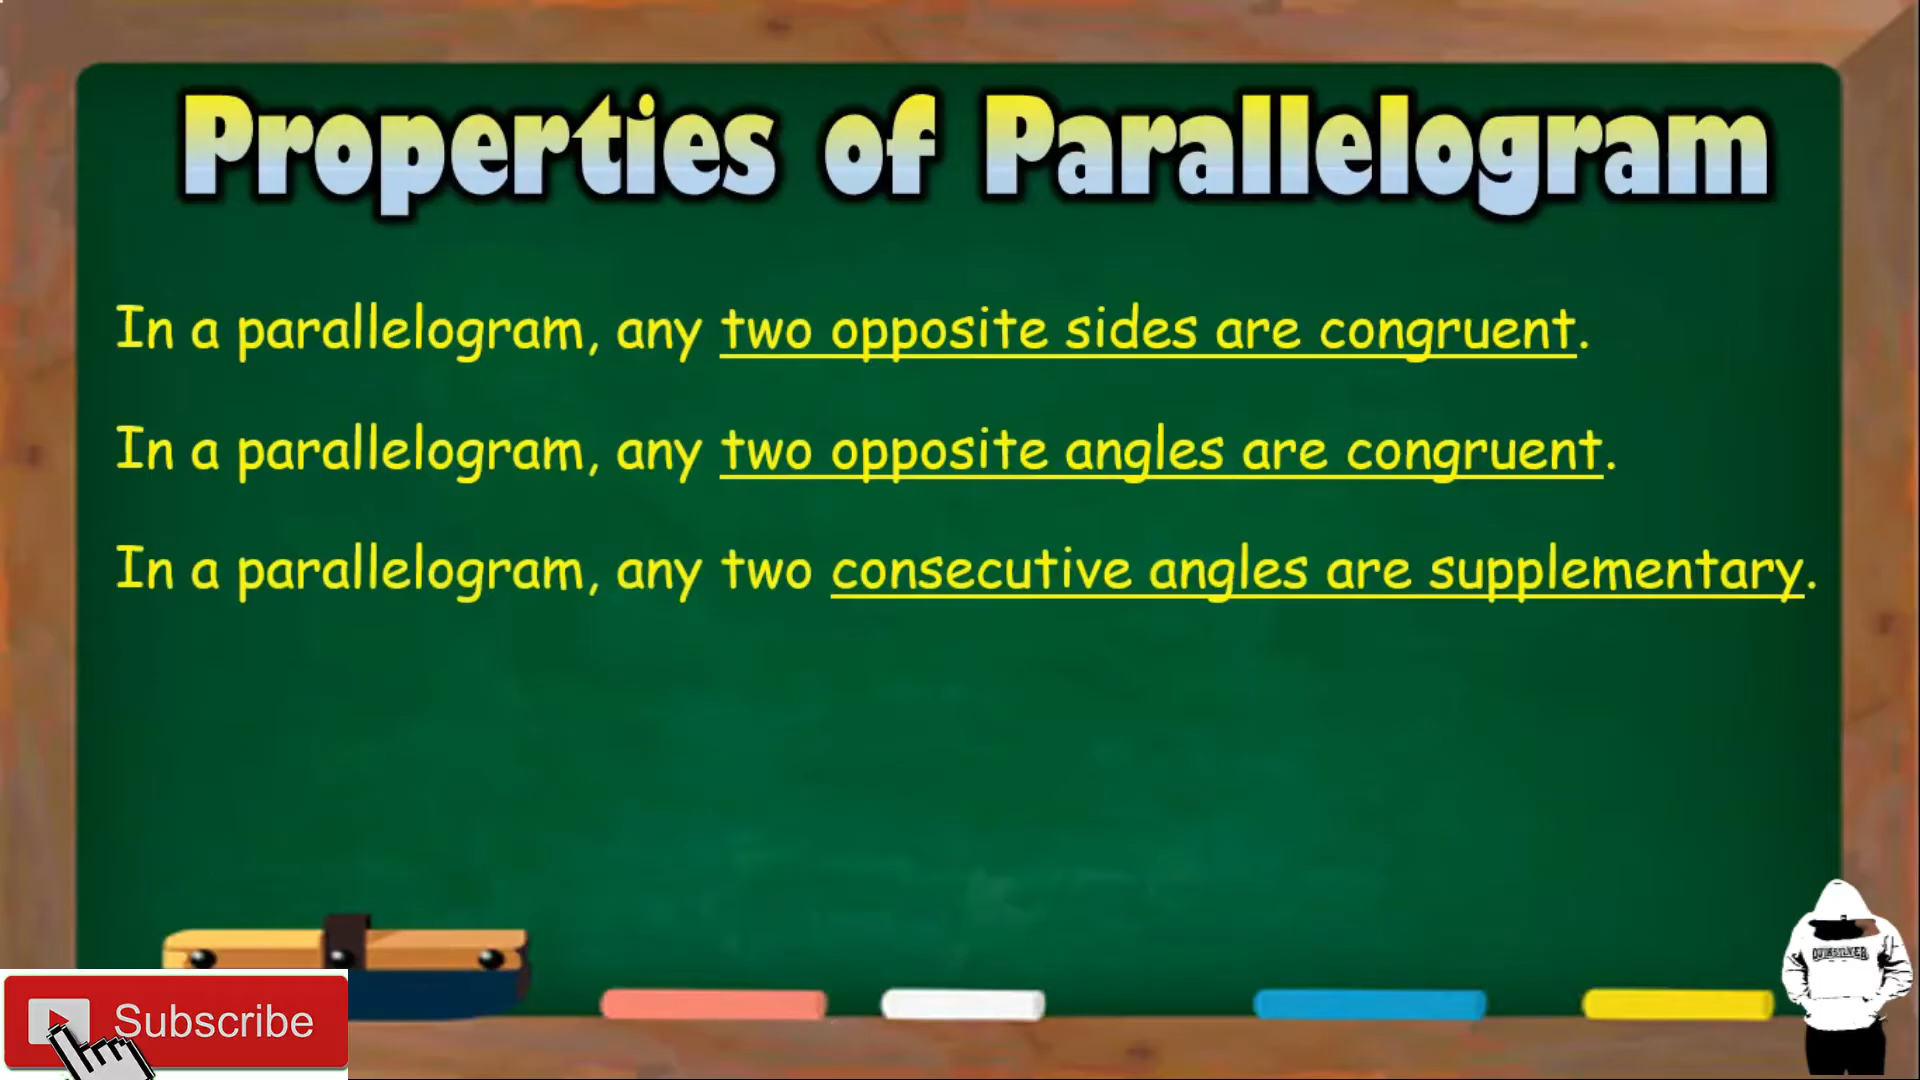 Properties of Parallelogram
In a parallelogram, any two opposite sides are congruent.
In a parallelogram, any two opposite angles are congruent.
In a parallelogram, any two consecutive angles are supplementary.
QUIKSILVER
Subscribe